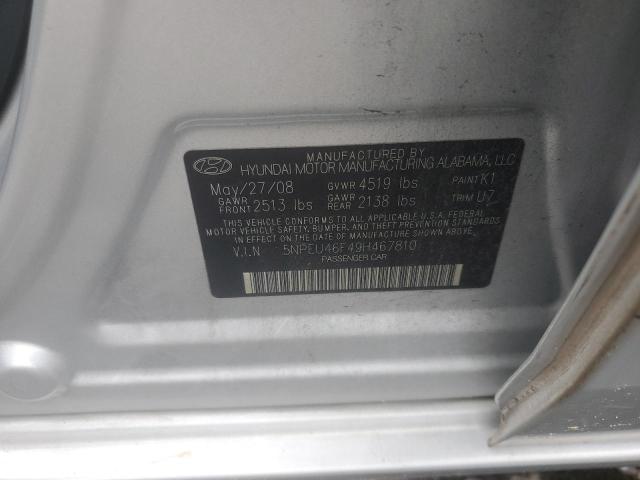 MANUFACTURED BY
HYUNDAI MOTOR MANUFACTURING ALABAMA, LLC
May/27/08 GVWR 4519 lbs PAINT K1
GAWR FRONT 2513 lbs GAWR REAR 2138 lbs TRIM U7
THIS VEHICLE CONFORMS TO ALL APPLICABLE U.S.A. FEDERAL
MOTOR VEHICLE SAFETY, BUMPER, AND THEFT PREVENTION STANDARDS
IN EFFECT ON THE DATE OF MANUFACTURE SHOWN ABOVE.
V.I.N 5NPEU46F49H467810
PASSENGER CAR